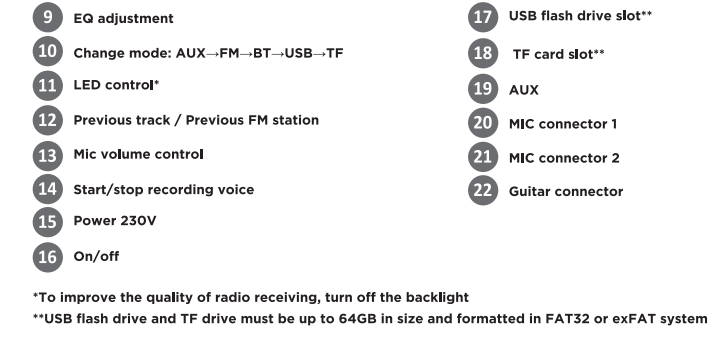 9 EQ adjustment
10 Change mode: AUX→FM→BT→USB→TF
11 LED control*
12 Previous track / Previous FM station
13 Mic volume control
14 Start/stop recording voice
15 Power 230V
16 On/off
17 USB flash drive slot**
18 TF card slot**
19 AUX
20 MIC connector 1
21 MIC connector 2
22 Guitar connector
*To improve the quality of radio receiving, turn off the backlight
**USB flash drive and TF drive must be up to 64GB in size and formatted in FAT32 or exFAT system